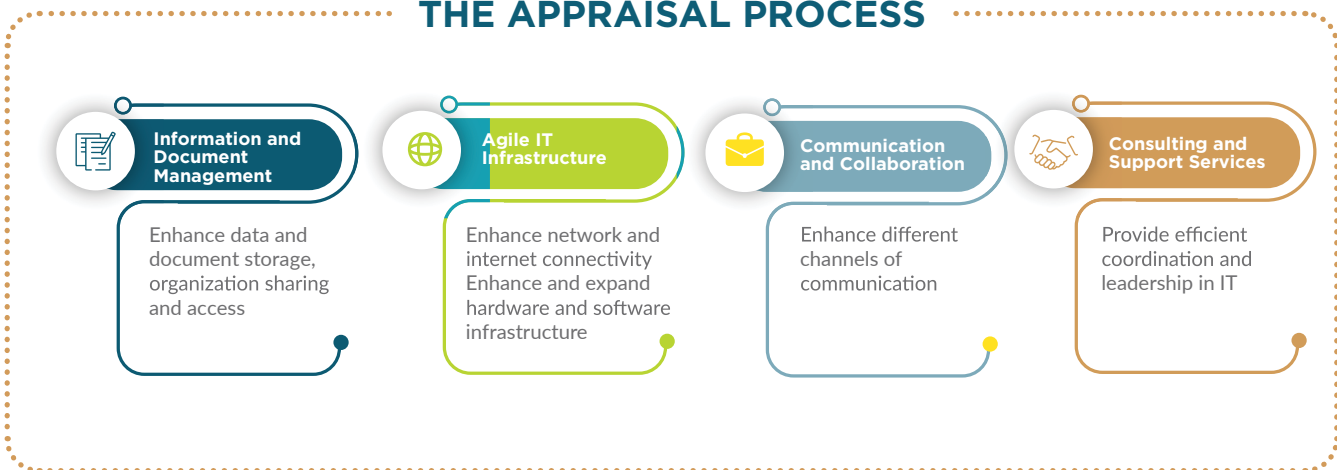 THE APPRAISAL PROCESS
Information and
Document
Management
Enhance data and
document storage,
organization sharing
and access
Agile IT
Infrastructure
Enhance network and
internet connectivity
Enhance and expand
hardware and software
infrastructure
Communication
and Collaboration
Enhance different
channels of
communication
Consulting and
Support Services
Provide efficient
coordination and
leadership in IT